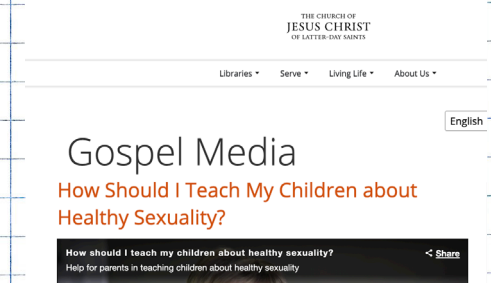 THE CHURCH OF
JESUS CHRIST
OF LATTER-DAY SAINTS
Libraries Serve Living Life About Us
English
Gospel Media
How Should I Teach My Children about
Healthy Sexuality?
How should I teach my children about healthy sexuality? Share
Help for parents in teaching children about healthy sexuality